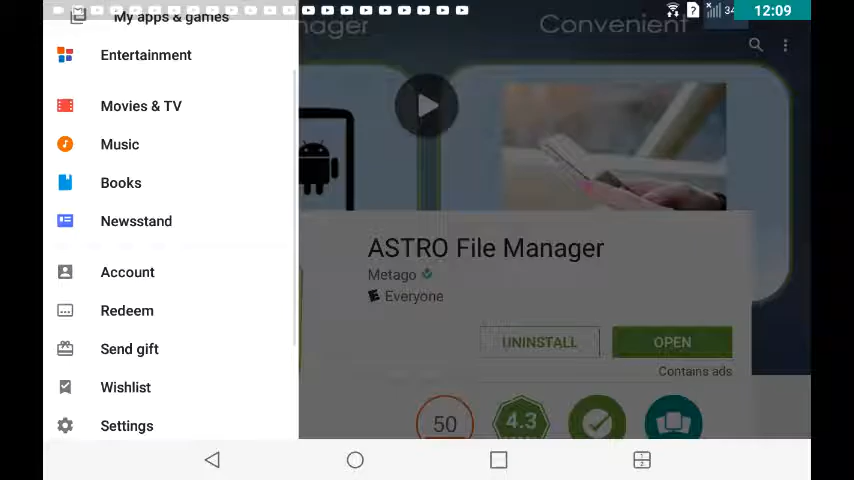 12:09
My apps & games
Entertainment
Movies & TV
Music
Books
Newsstand
Account
Redeem
Send gift
Wishlist
Settings
Convenient
ASTRO File Manager
Metago
Everyone
UNINSTALL
OPEN
Contains ads
50
4.3